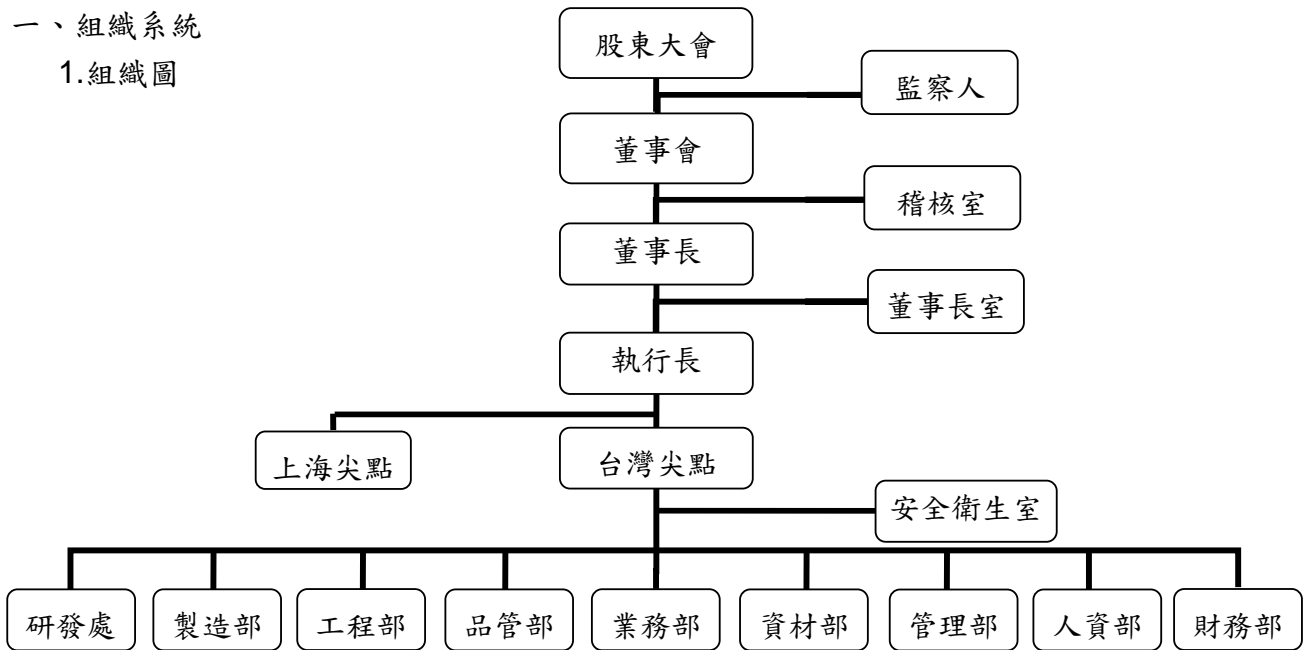 一、組織系統
1.組織圖
股東大會
監察人
董事會
稽核室
董事長
董事長室
執行長
上海尖點
台灣尖點
安全衛生室
研發處
製造部
工程部
品管部
業務部
資材部
管理部
人資部
財務部